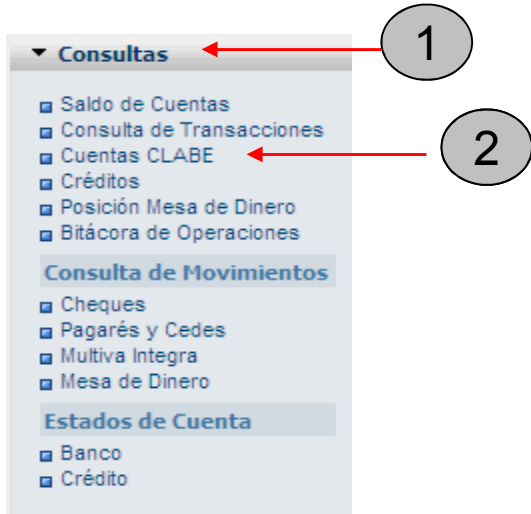 1
Consultas
Saldo de Cuentas
Consulta de Transacciones
Cuentas CLABE
2
Créditos
Posición Mesa de Dinero
Bitácora de Operaciones
Consulta de Movimientos
Cheques
Pagarés y Cedes
Multiva Integra
Mesa de Dinero
Estados de Cuenta
Banco
Crédito